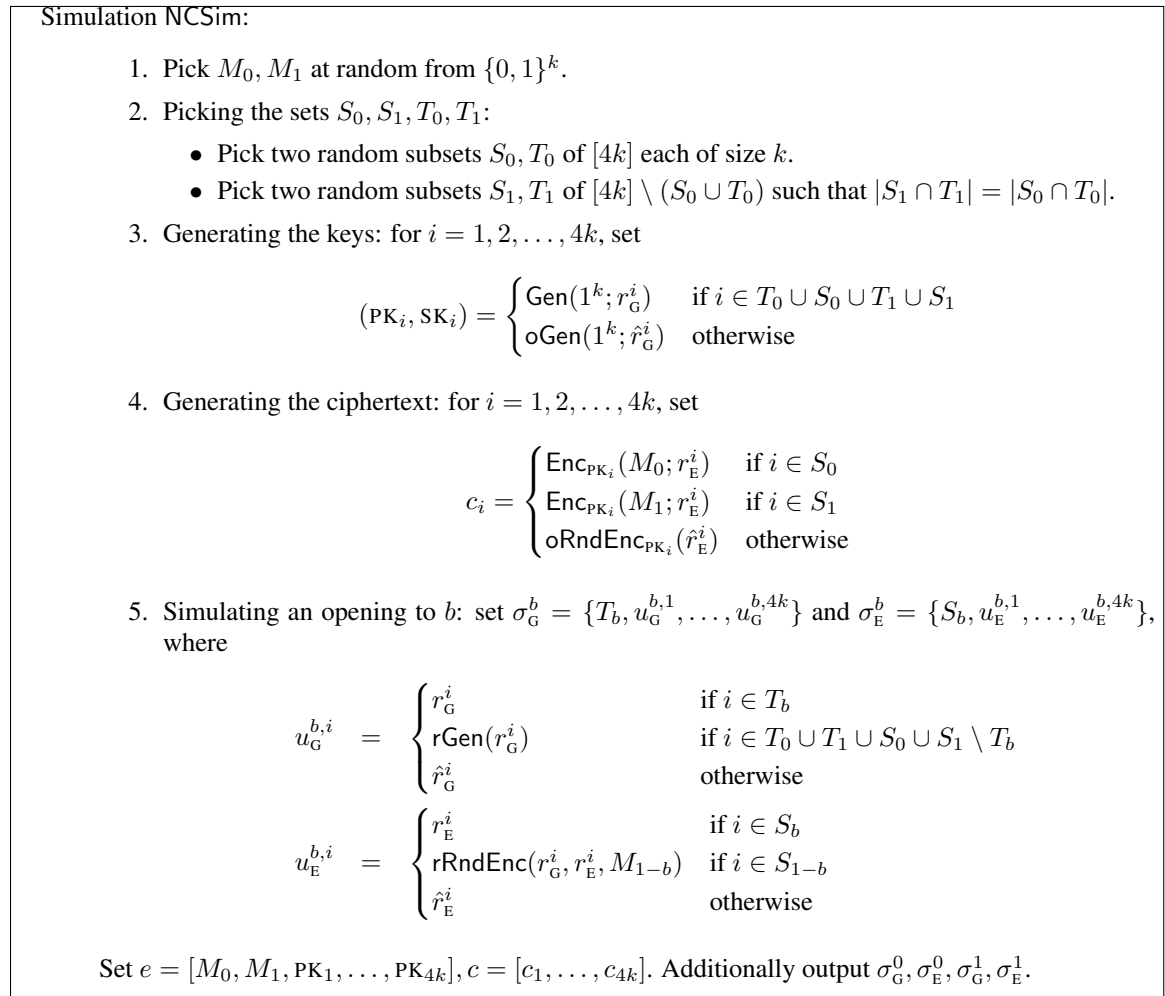 Simulation NCSim:
1. Pick M_0, M_1 at random from {0, 1}^k.
2. Picking the sets S_0, S_1, T_0, T_1:
• Pick two random subsets S_0, T_0 of [4k] each of size k.
• Pick two random subsets S_1, T_1 of [4k] \ (S_0 ∪ T_0) such that |S_1 ∩ T_1| = |S_0 ∩ T_0|.
3. Generating the keys: for i = 1, 2, . . . , 4k, set
(PK_i, SK_i) = { Gen(1^k; r_G^i) if i ∈ T_0 ∪ S_0 ∪ T_1 ∪ S_1
oGen(1^k; r̂_G^i) otherwise
4. Generating the ciphertext: for i = 1, 2, . . . , 4k, set
c_i = { Enc_{PK_i}(M_0; r_E^i) if i ∈ S_0
Enc_{PK_i}(M_1; r_E^i) if i ∈ S_1
oRndEnc_{PK_i}(r̂_E^i) otherwise
5. Simulating an opening to b: set σ_G^b = {T_b, u_G^{b,1}, . . . , u_G^{b,4k}} and σ_E^b = {S_b, u_E^{b,1}, . . . , u_E^{b,4k}},
where
u_G^{b,i} = { r_G^i if i ∈ T_b
rGen(r_G^i) if i ∈ T_0 ∪ T_1 ∪ S_0 ∪ S_1 \ T_b
r̂_G^i otherwise
u_E^{b,i} = { r_E^i if i ∈ S_b
rRndEnc(r_G^i, r_E^i, M_{1−b}) if i ∈ S_{1−b}
r̂_E^i otherwise
Set e = [M_0, M_1, PK_1, . . . , PK_{4k}], c = [c_1, . . . , c_{4k}]. Additionally output σ_G^0, σ_E^0, σ_G^1, σ_E^1.